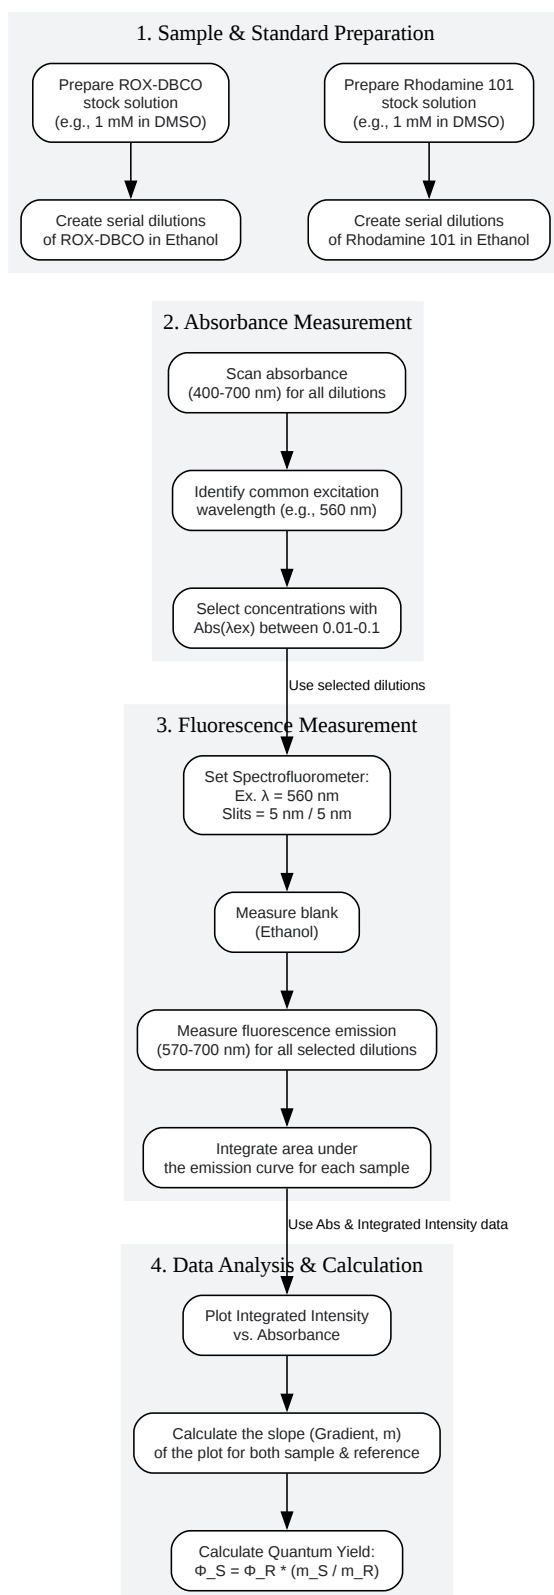 1. Sample & Standard Preparation
Prepare ROX-DBCO
stock solution
(e.g., 1 mM in DMSO)
Prepare Rhodamine 101
stock solution
(e.g., 1 mM in DMSO)
Create serial dilutions
of ROX-DBCO in Ethanol
Create serial dilutions
of Rhodamine 101 in Ethanol
2. Absorbance Measurement
Scan absorbance
(400-700 nm) for all dilutions
Identify common excitation
wavelength (e.g., 560 nm)
Select concentrations with
Abs(λex) between 0.01-0.1
Use selected dilutions
3. Fluorescence Measurement
Set Spectrofluorometer:
Ex. λ = 560 nm
Slits = 5 nm / 5 nm
Measure blank
(Ethanol)
Measure fluorescence emission
(570-700 nm) for all selected dilutions
Integrate area under
the emission curve for each sample
Use Abs & Integrated Intensity data
4. Data Analysis & Calculation
Plot Integrated Intensity
vs. Absorbance
Calculate the slope (Gradient, m)
of the plot for both sample & reference
Calculate Quantum Yield:
Φ_S = Φ_R * (m_S / m_R)